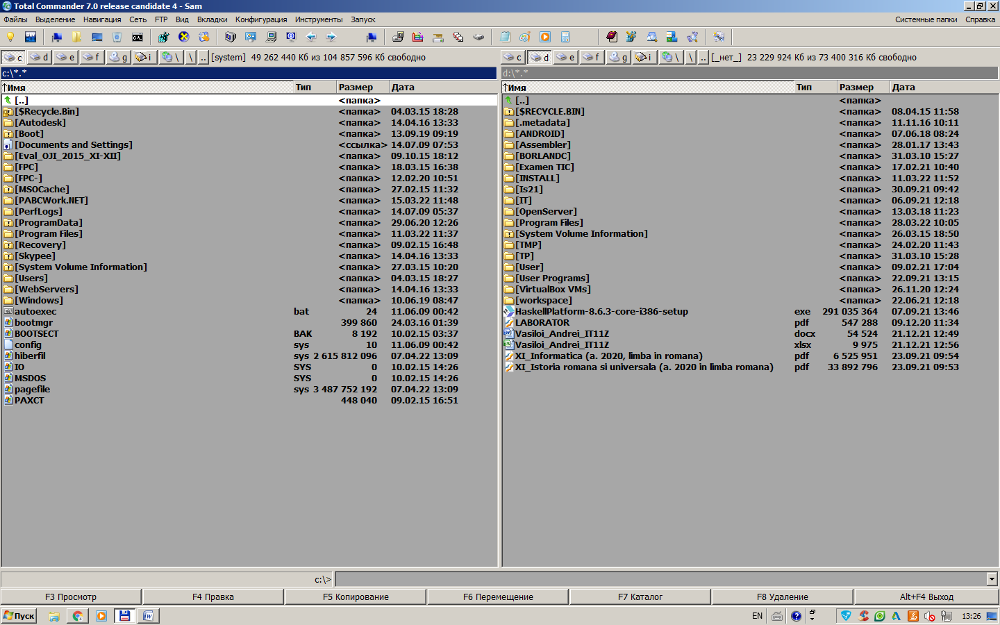 Total Commander 7.0 release candidate 4 - Sam
Файлы Выделение Навигация Сеть FTP Вид Вкладки Конфигурация Инструменты Запуск Системные папки Справка
c d e f g i \ \ .. [system] 49 262 440 Кб из 104 857 596 Кб свободно
c d e f g i \ \ .. [_нет_] 23 229 924 Кб из 73 400 316 Кб свободно
c:\*.*
↑Имя Тип Размер Дата
[..] <папка>
[$Recycle.Bin] <папка> 04.03.15 18:28
[Autodesk] <папка> 14.04.16 13:33
[Boot] <папка> 13.09.19 09:19
[Documents and Settings] <ссылка> 14.07.09 07:53
[Eval_OJI_2015_XI-XII] <папка> 09.10.15 18:12
[FPC] <папка> 18.03.15 16:38
[FPC-] <папка> 12.02.20 10:51
[MSOCache] <папка> 27.02.15 11:32
[PABCWork.NET] <папка> 15.03.22 11:48
[PerfLogs] <папка> 14.07.09 05:37
[ProgramData] <папка> 29.06.20 12:26
[Program Files] <папка> 11.03.22 11:37
[Recovery] <папка> 09.02.15 16:48
[Skypee] <папка> 14.04.16 13:33
[System Volume Information] <папка> 27.03.15 10:20
[Users] <папка> 04.03.15 18:27
[WebServers] <папка> 14.04.16 13:33
[Windows] <папка> 10.06.19 08:47
autoexec bat 24 11.06.09 00:42
bootmgr 399 860 24.03.16 01:39
BOOTSECT BAK 8 192 10.02.15 03:37
config sys 10 11.06.09 00:42
hiberfil sys 2 615 812 096 07.04.22 13:09
IO SYS 0 10.02.15 14:26
MSDOS SYS 0 10.02.15 14:26
pagefile sys 3 487 752 192 07.04.22 13:09
PAXCT 448 040 09.02.15 16:51
d:\*.*
↑Имя Тип Размер Дата
[..] <папка>
[$RECYCLE.BIN] <папка> 08.04.15 11:58
[.metadata] <папка> 11.11.16 10:11
[ANDROID] <папка> 07.06.18 08:24
[Assembler] <папка> 28.01.17 13:43
[BORLANDC] <папка> 31.03.10 15:27
[Examen TIC] <папка> 17.02.21 10:40
[INSTALL] <папка> 11.03.22 11:52
[Is21] <папка> 30.09.21 09:42
[IT] <папка> 06.09.21 12:18
[OpenServer] <папка> 13.03.18 11:23
[Program Files] <папка> 28.03.22 10:05
[System Volume Information] <папка> 26.03.15 18:50
[TMP] <папка> 24.02.20 11:43
[TP] <папка> 31.03.10 15:28
[User] <папка> 09.02.21 17:04
[User Programs] <папка> 22.09.21 13:15
[VirtualBox VMs] <папка> 26.11.20 12:24
[workspace] <папка> 22.06.21 12:18
HaskellPlatform-8.6.3-core-i386-setup exe 291 035 364 07.09.21 13:46
LABORATOR pdf 547 288 09.12.20 11:34
Vasiloi_Andrei_IT11Z docx 54 524 21.12.21 12:49
Vasiloi_Andrei_IT11Z xlsx 9 975 21.12.21 12:56
XI_Informatica (a. 2020, limba in romana) pdf 6 525 951 23.09.21 09:54
XI_Istoria romana si universala (a. 2020 in limba romana) pdf 33 892 796 23.09.21 09:53
c:\>
F3 Просмотр F4 Правка F5 Копирование F6 Перемещение F7 Каталог F8 Удаление Alt+F4 Выход
Пуск EN 13:26